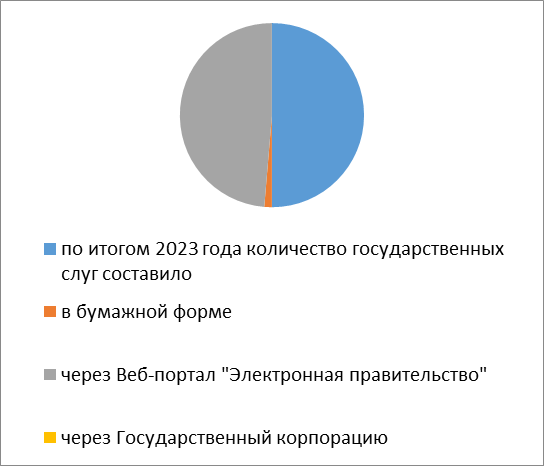 по итогом 2023 года количество государственных
слуг составило
в бумажной форме
через Веб-портал "Электронная правительство"
через Государственный корпорацию